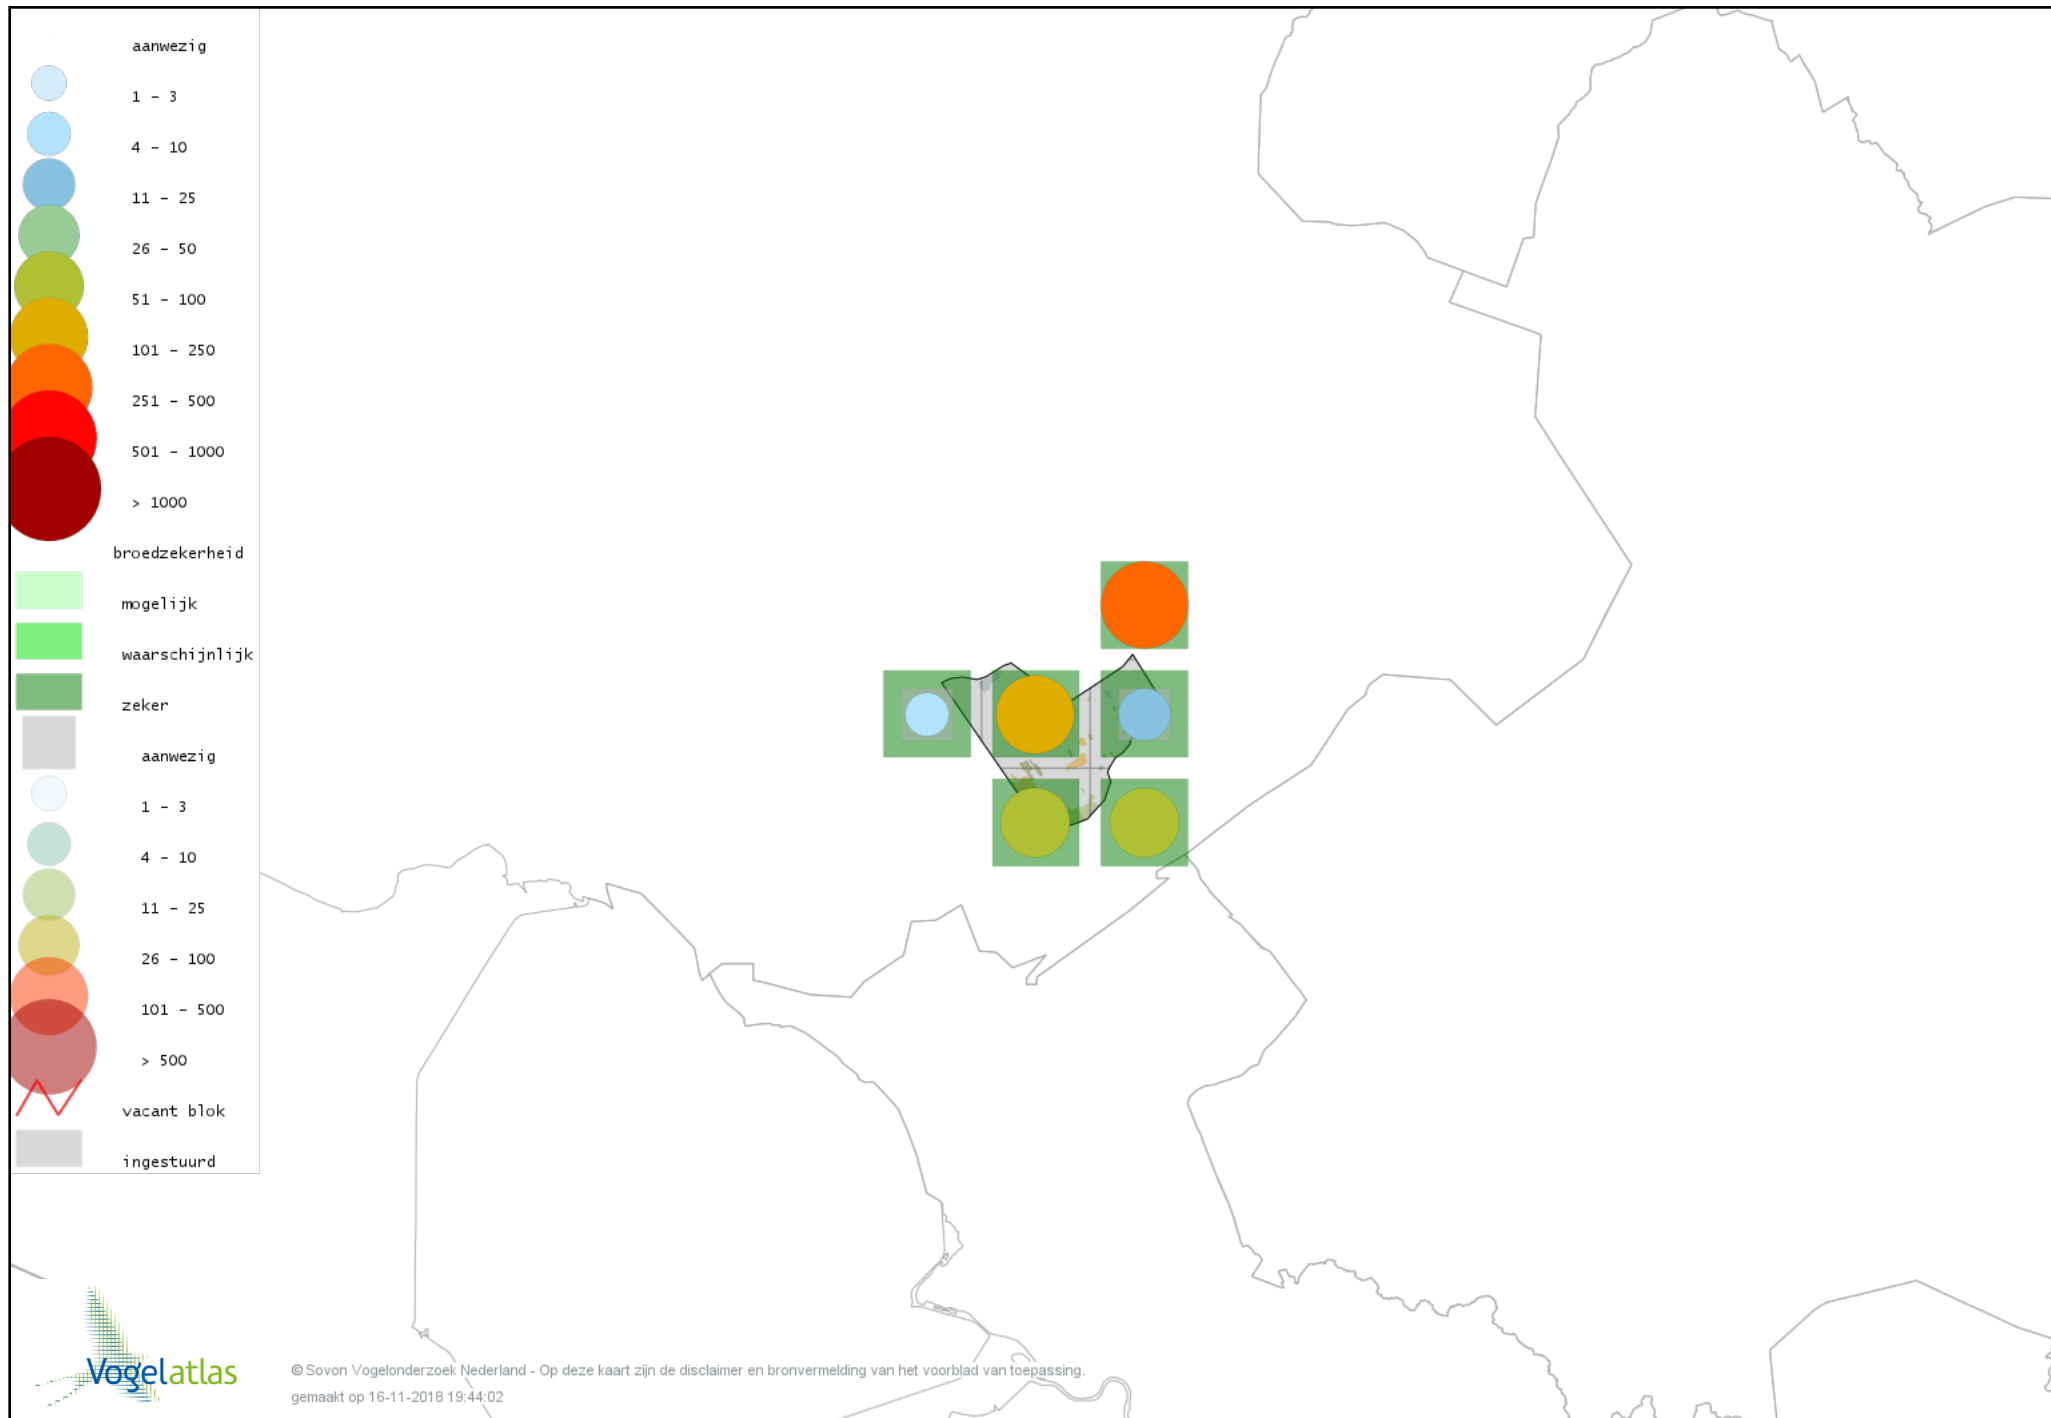 aanwezig
1 - 3
4 - 10
11 - 25
26 - 50
51 - 100
101 - 250
251 - 500
501 - 1000
> 1000
broedzekerheid
mogelijk
waarschijnlijk
zeker
aanwezig
1 - 3
4 - 10
11 - 25
26 - 100
101 - 500
> 500
vacant blok
ingestuurd
Vogelatlas
© Sovon Vogelonderzoek Nederland - Op deze kaart zijn de disclaimer en bronvermelding van het voorblad van toepassing.
gemaakt op 16-11-2018 19:44:02